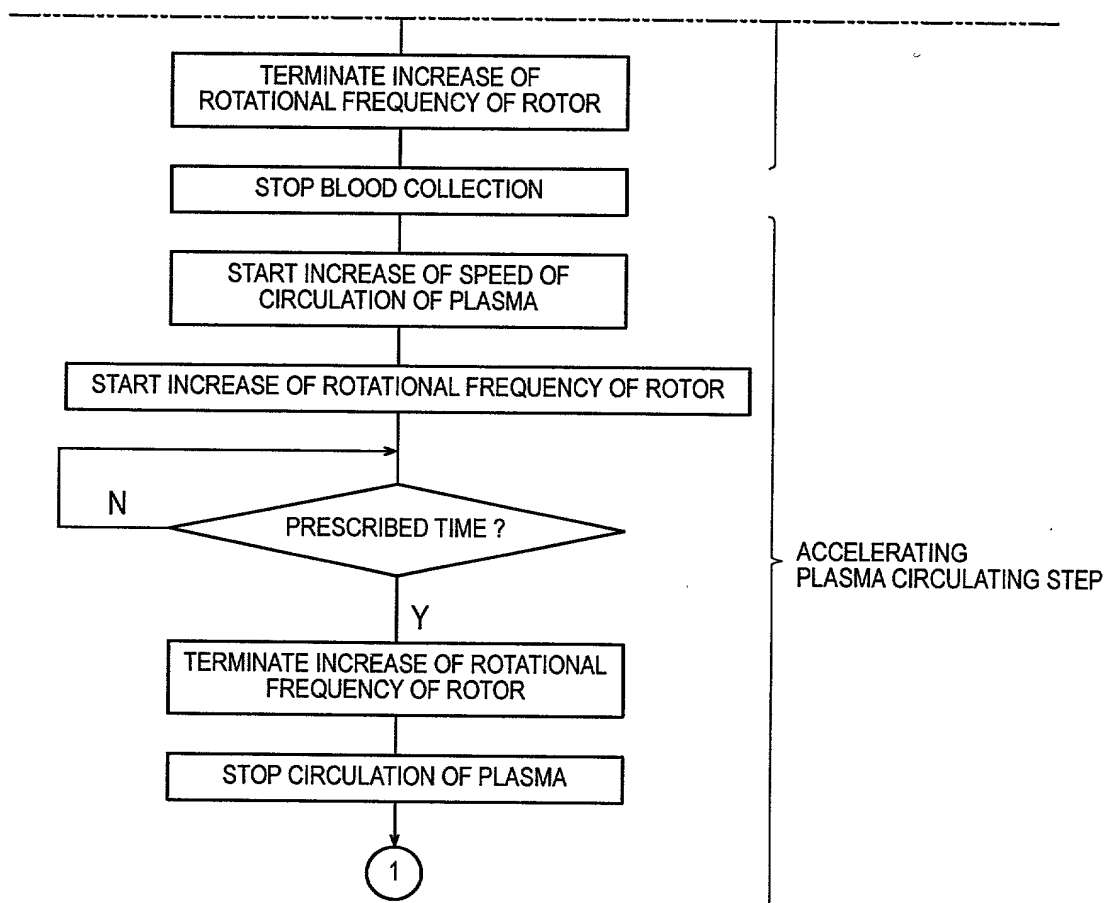 TERMINATE INCREASE OF
ROTATIONAL FREQUENCY OF ROTOR
STOP BLOOD COLLECTION
START INCREASE OF SPEED OF
CIRCULATION OF PLASMA
START INCREASE OF ROTATIONAL FREQUENCY OF ROTOR
N
PRESCRIBED TIME ?
ACCELERATING
PLASMA CIRCULATING STEP
Y
TERMINATE INCREASE OF ROTATIONAL
FREQUENCY OF ROTOR
STOP CIRCULATION OF PLASMA
1